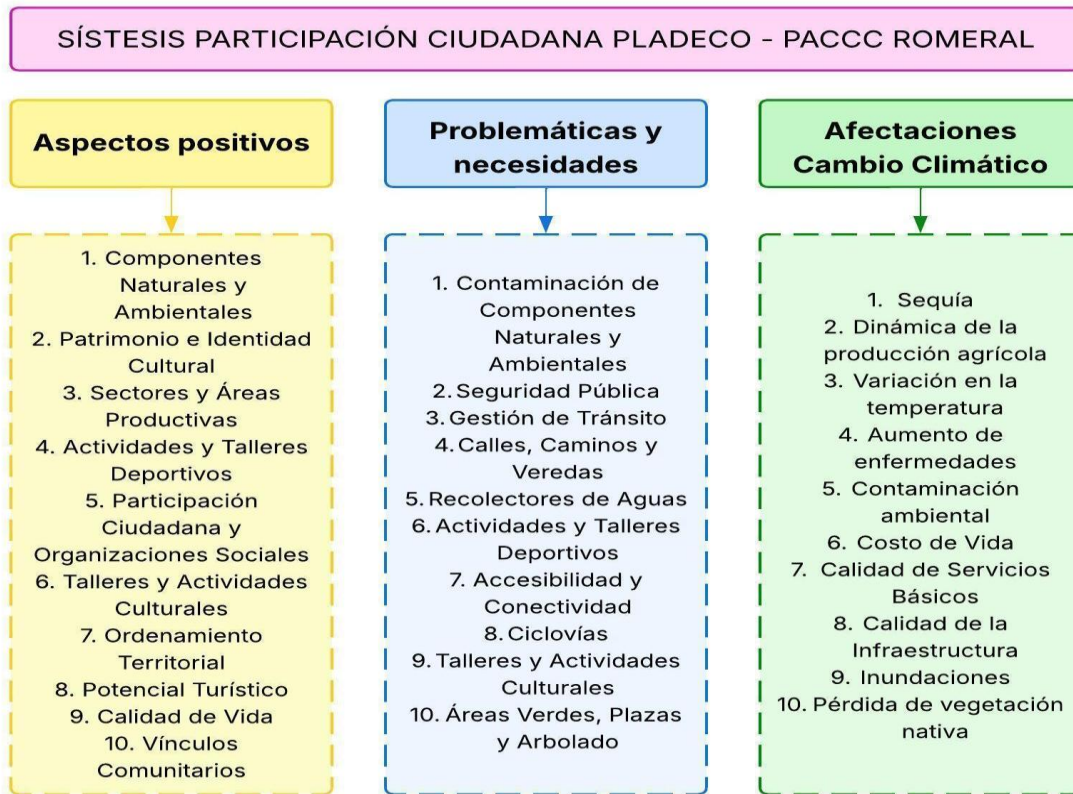 SÍSTESIS PARTICIPACIÓN CIUDADANA PLADECO - PACCC ROMERAL
Aspectos positivos
1. Componentes
Naturales y
Ambientales
2. Patrimonio e Identidad
Cultural
3. Sectores y Áreas
Productivas
4. Actividades y Talleres
Deportivos
5. Participación
Ciudadana y
Organizaciones Sociales
6. Talleres y Actividades
Culturales
7. Ordenamiento
Territorial
8. Potencial Turístico
9. Calidad de Vida
10. Vínculos
Comunitarios
Problemáticas y
necesidades
1. Contaminación de
Componentes
Naturales y
Ambientales
2. Seguridad Pública
3. Gestión de Tránsito
4. Calles, Caminos y
Veredas
5. Recolectores de Aguas
6. Actividades y Talleres
Deportivos
7. Accesibilidad y
Conectividad
8. Ciclovías
9. Talleres y Actividades
Culturales
10. Áreas Verdes, Plazas
y Arbolado
Afectaciones
Cambio Climático
1. Sequía
2. Dinámica de la
producción agrícola
3. Variación en la
temperatura
4. Aumento de
enfermedades
5. Contaminación
ambiental
6. Costo de Vida
7. Calidad de Servicios
Básicos
8. Calidad de la
Infraestructura
9. Inundaciones
10. Pérdida de vegetación
nativa